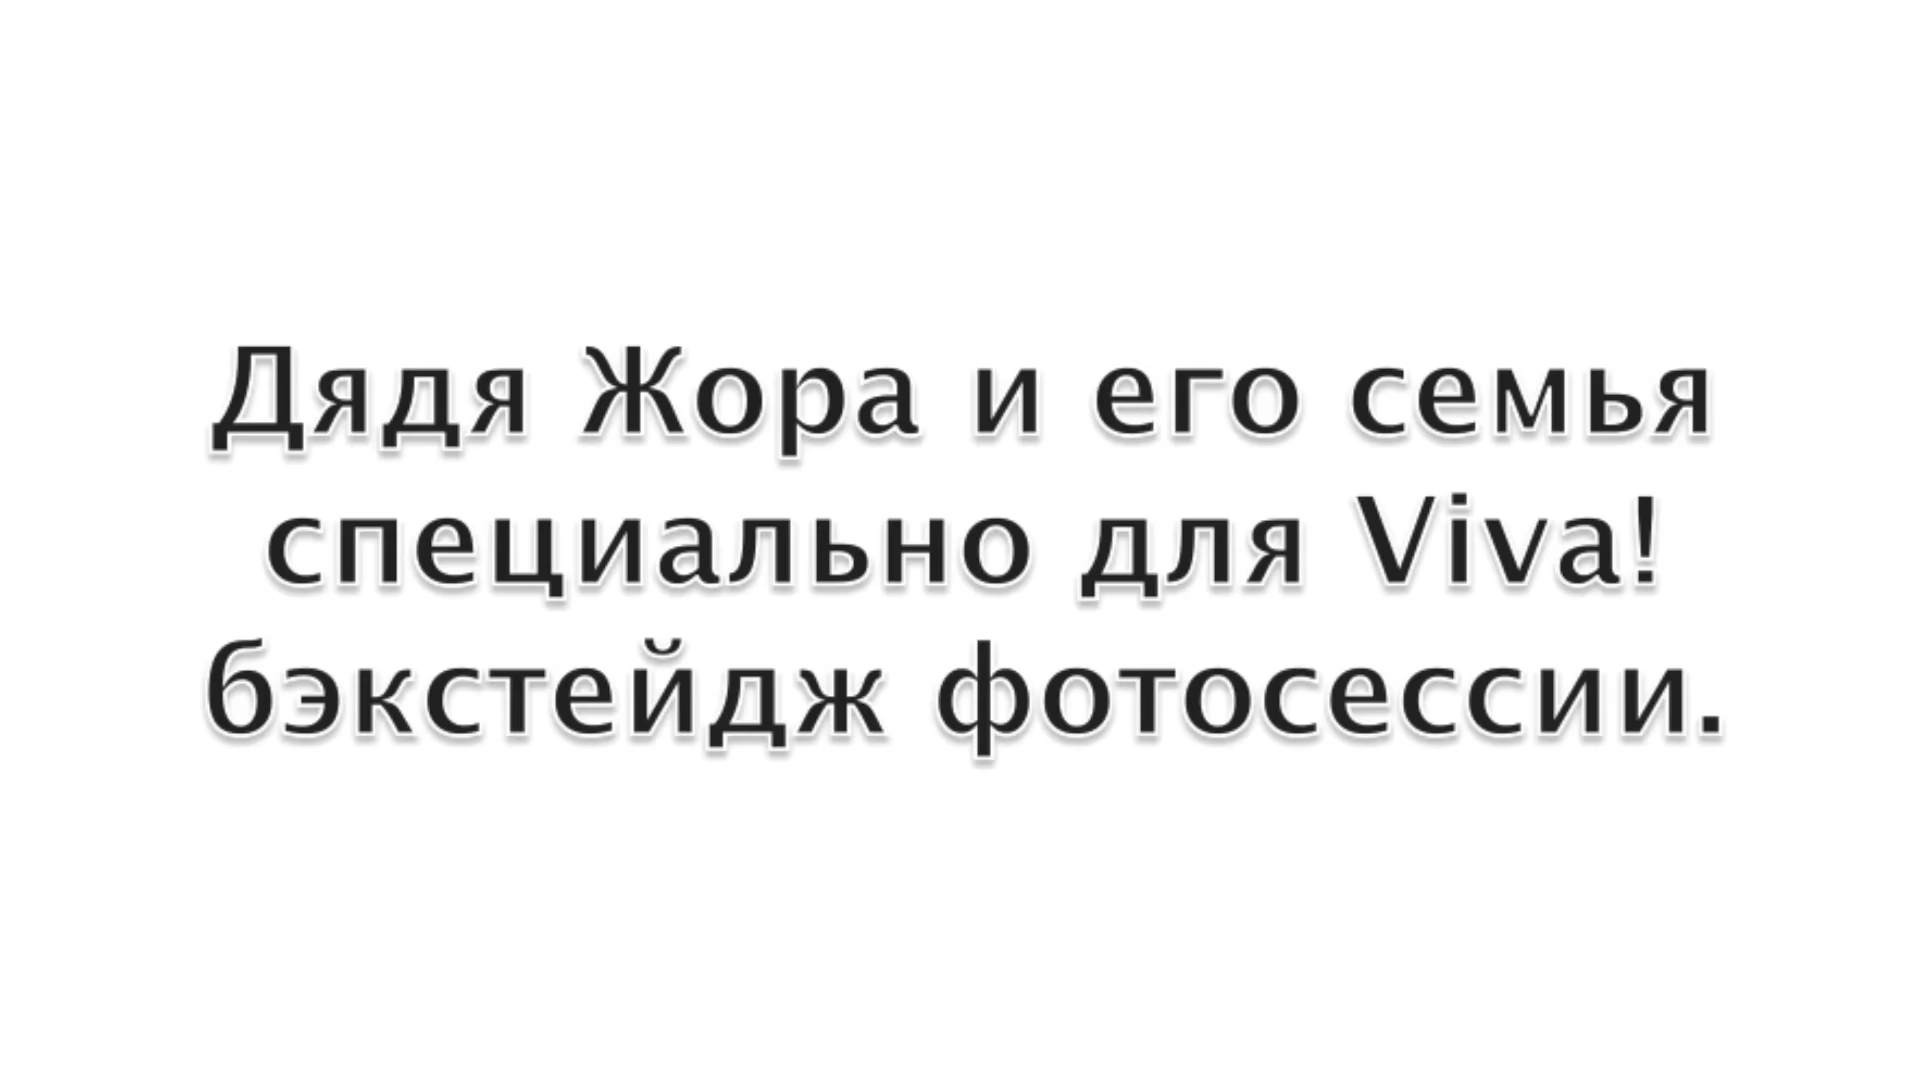 Дядя Жора и его семья
специально для Viva!
бэкстейдж фотосессии.